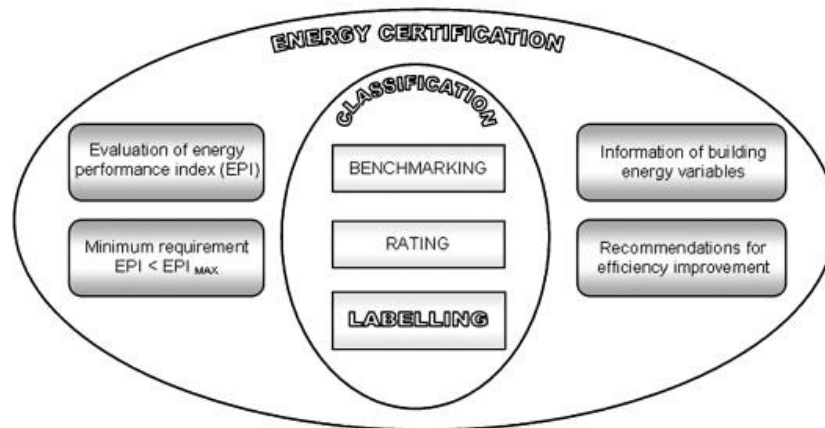 ENERGY CERTIFICATION
CLASSIFICATION
Evaluation of energy
performance index (EPI)
Minimum requirement
EPI < EPI MAX
BENCHMARKING
RATING
LABELLING
Information of building
energy variables
Recommendations for
efficiency improvement